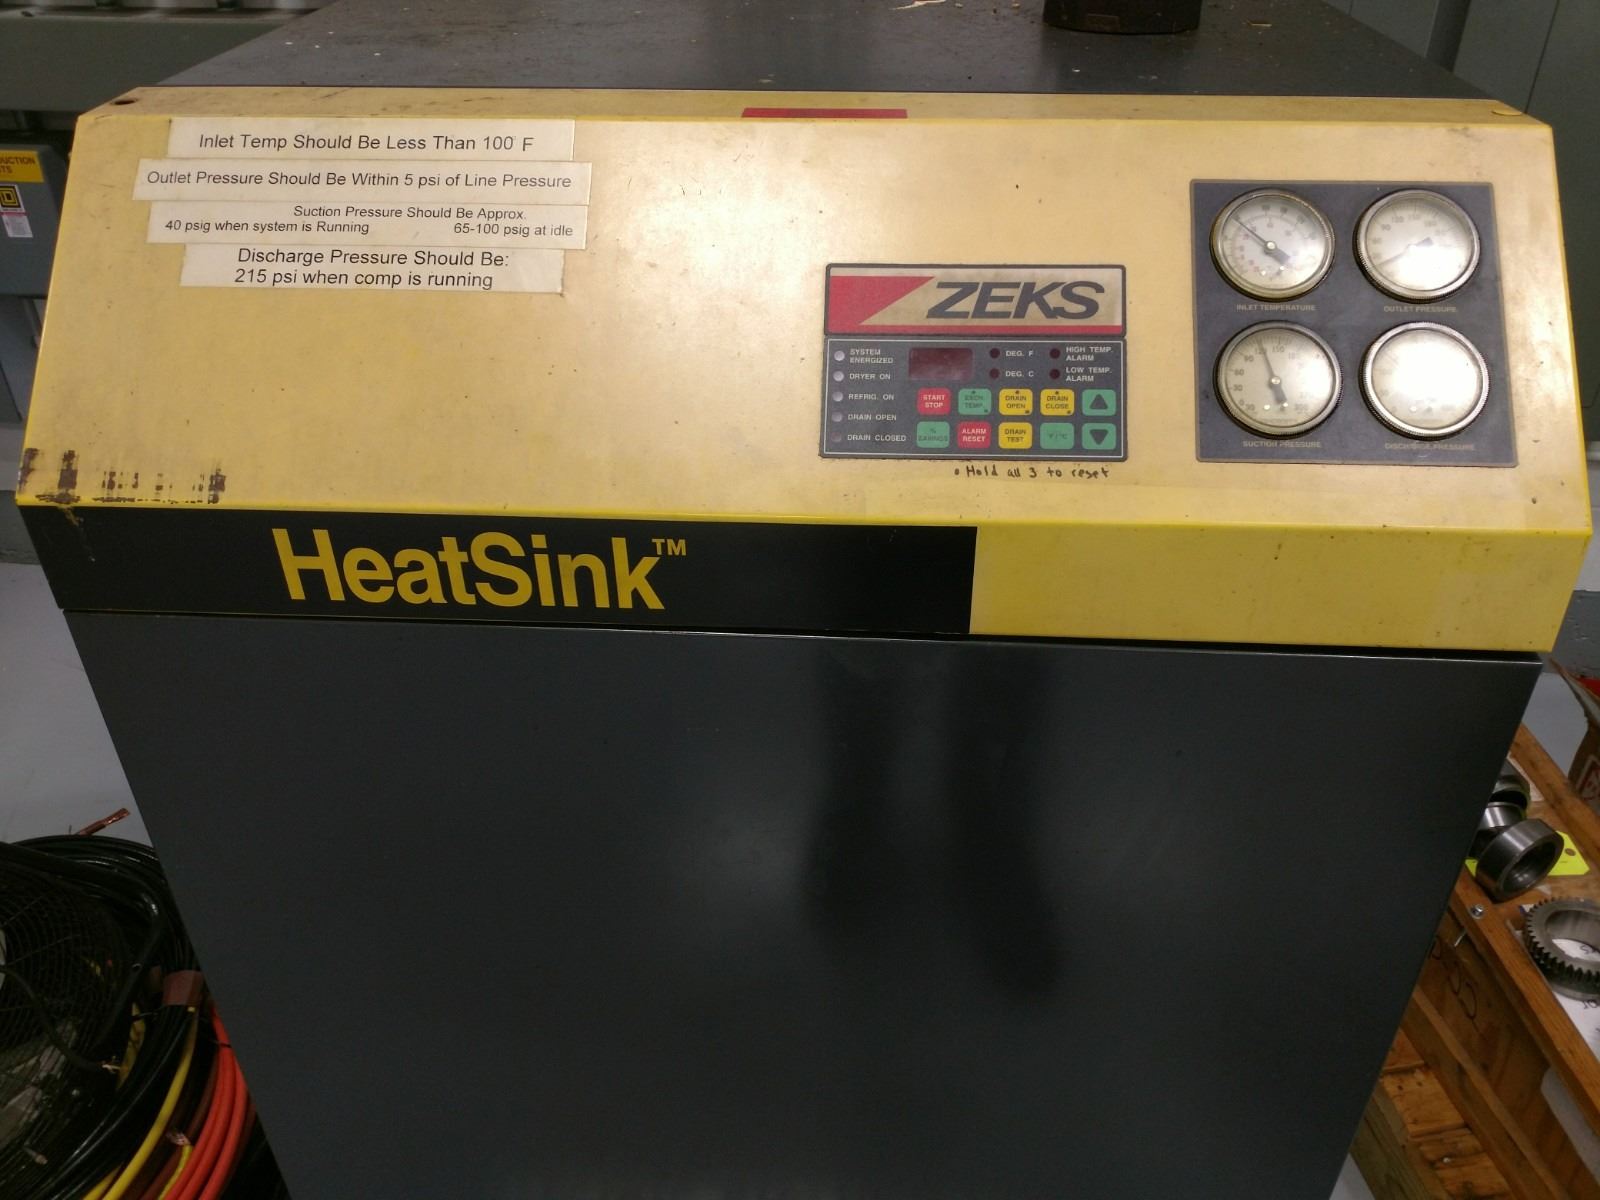 Inlet Temp Should Be Less Than 100° F
Outlet Pressure Should Be Within 5 psi of Line Pressure
Suction Pressure Should Be Approx.
40 psig when system is Running 65-100 psig at idle
Discharge Pressure Should Be:
215 psi when comp is running
ZEKS
SYSTEM
ENERGIZED
DRYER ON
REFRIG. ON
DRAIN OPEN
DRAIN CLOSED
DEG. F
DEG. C
HIGH TEMP.
ALARM
LOW TEMP.
ALARM
START
STOP
EXCH.
TEMP.
DRAIN
OPEN
DRAIN
CLOSE
%
SAVINGS
ALARM
RESET
DRAIN
TEST
°F/°C
Hold all 3 to reset
INLET TEMPERATURE
OUTLET PRESSURE
SUCTION PRESSURE
DISCHARGE PRESSURE
HeatSink™